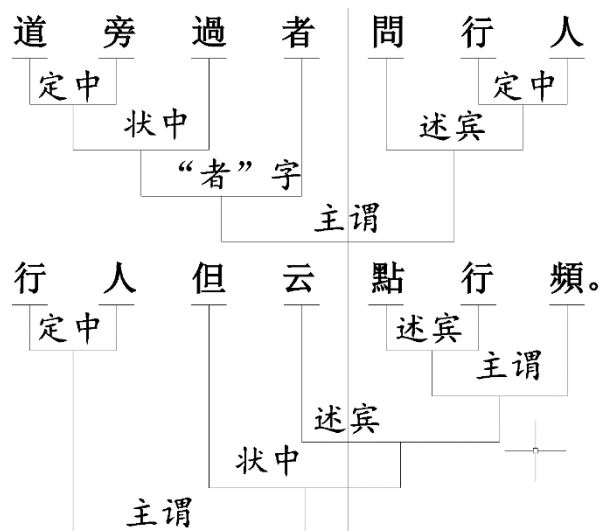 道旁過者問行人
定中 定中
状中 述宾
“者”字
主谓
行人但云點行頻。
定中 述宾
主谓
述宾
状中
主谓